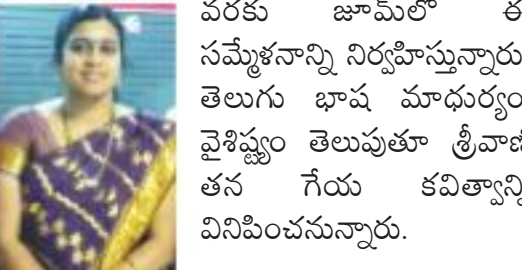 వరకు జూమ్‌లో ఈ
సమ్మేళనాన్ని నిర్వహిస్తున్నారు.
తెలుగు భాష మాధుర్యం,
వైశిష్ట్యం తెలుపుతూ శ్రీవాణి
తన గేయ కవిత్వాన్ని
వినిపించనున్నారు.